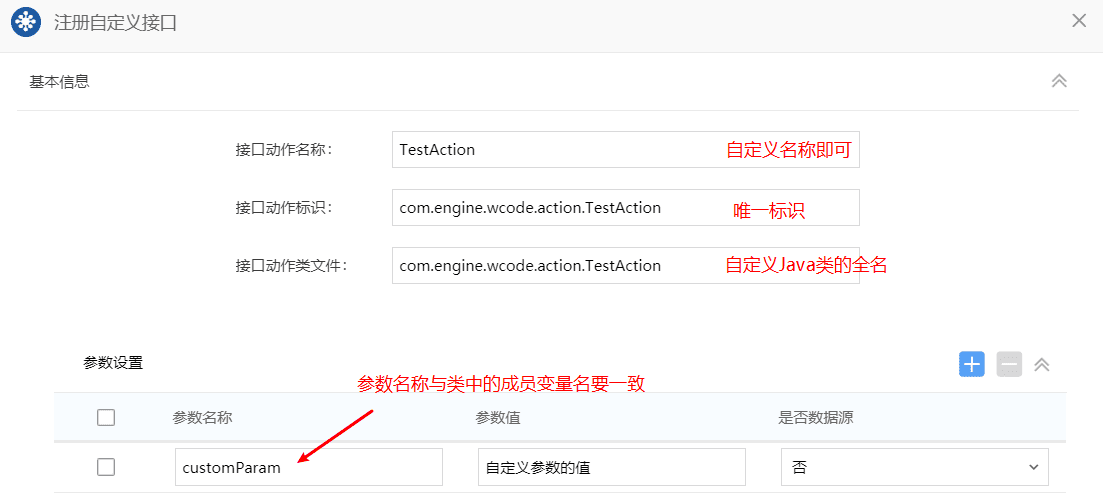 注册自定义接口
基本信息
接口动作名称： TestAction 自定义名称即可
接口动作标识： com.engine.wcode.action.TestAction 唯一标识
接口动作类文件： com.engine.wcode.action.TestAction 自定义Java类的全名
参数设置
参数名称与类中的成员变量名要一致
参数名称 参数值 是否数据源
customParam 自定义参数的值 否